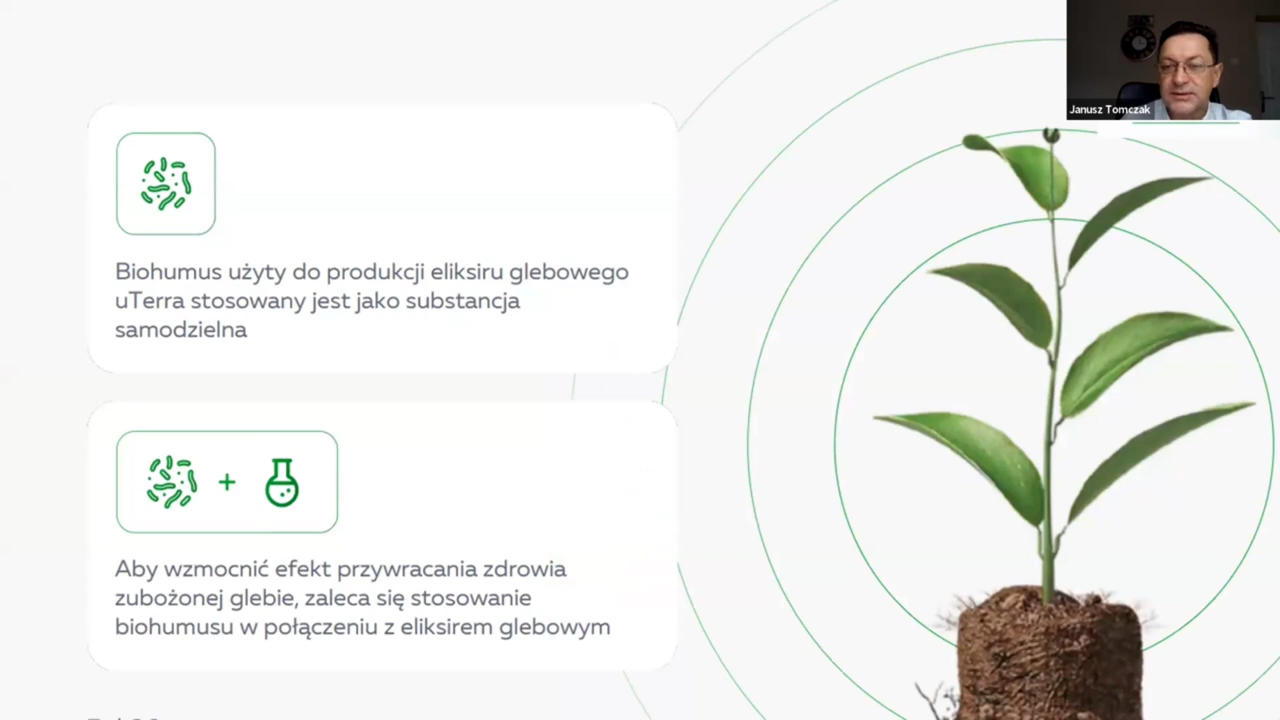 Janusz Tomczak
Biohumus użyty do produkcji eliksiru glebowego
uTerra stosowany jest jako substancja
samodzielna
+
Aby wzmocnić efekt przywracania zdrowia
zubożonej glebie, zaleca się stosowanie
biohumusu w połączeniu z eliksirem glebowym